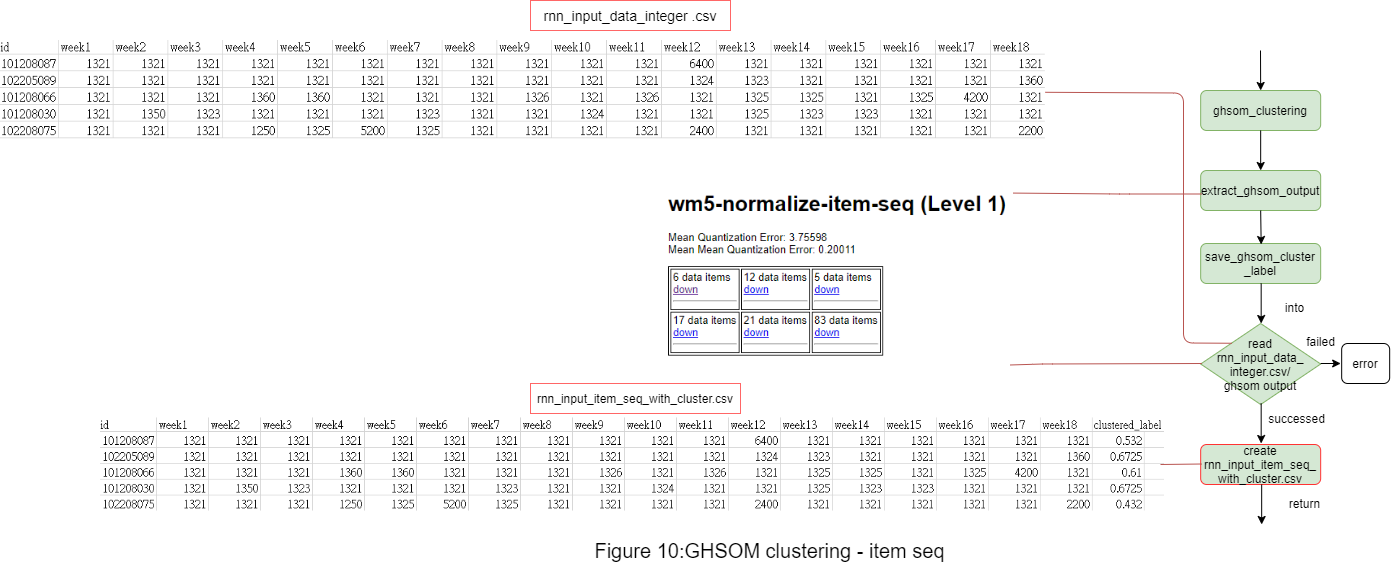 rnn_input_data_integer .csv
id week1 week2 week3 week4 week5 week6 week7 week8 week9 week10 week11 week12 week13 week14 week15 week16 week17 week18
101208087 1321 1321 1321 1321 1321 1321 1321 1321 1321 1321 1321 6400 1321 1321 1321 1321 1321 1321
102205089 1321 1321 1321 1321 1321 1321 1321 1321 1321 1321 1321 1324 1323 1321 1321 1321 1321 1360
101208066 1321 1321 1321 1360 1360 1321 1321 1321 1326 1321 1326 1321 1325 1325 1321 1325 4200 1321
101208030 1321 1350 1323 1321 1321 1321 1323 1321 1321 1324 1321 1321 1325 1323 1323 1321 1321 1321
102208075 1321 1321 1321 1250 1325 5200 1325 1321 1321 1321 1321 2400 1321 1321 1321 1321 1321 2200
ghsom_clustering
extract_ghsom_output
save_ghsom_cluster
_label
into
read
rnn_input_data_
integer.csv/
ghsom output
failed
error
successed
create
rnn_input_item_seq_
with_cluster.csv
return
wm5-normalize-item-seq (Level 1)
Mean Quantization Error: 3.75598
Mean Mean Quantization Error: 0.20011
6 data items 12 data items 5 data items
down down down
17 data items 21 data items 83 data items
down down down
rnn_input_item_seq_with_cluster.csv
id week1 week2 week3 week4 week5 week6 week7 week8 week9 week10 week11 week12 week13 week14 week15 week16 week17 week18 clustered_label
101208087 1321 1321 1321 1321 1321 1321 1321 1321 1321 1321 1321 6400 1321 1321 1321 1321 1321 1321 0.532
102205089 1321 1321 1321 1321 1321 1321 1321 1321 1321 1321 1321 1324 1323 1321 1321 1321 1321 1360 0.6725
101208066 1321 1321 1321 1360 1360 1321 1321 1321 1326 1321 1326 1321 1325 1325 1321 1325 4200 1321 0.61
101208030 1321 1350 1323 1321 1321 1321 1323 1321 1321 1324 1321 1321 1325 1323 1323 1321 1321 1321 0.6725
102208075 1321 1321 1321 1250 1325 5200 1325 1321 1321 1321 1321 2400 1321 1321 1321 1321 1321 2200 0.432
Figure 10:GHSOM clustering - item seq